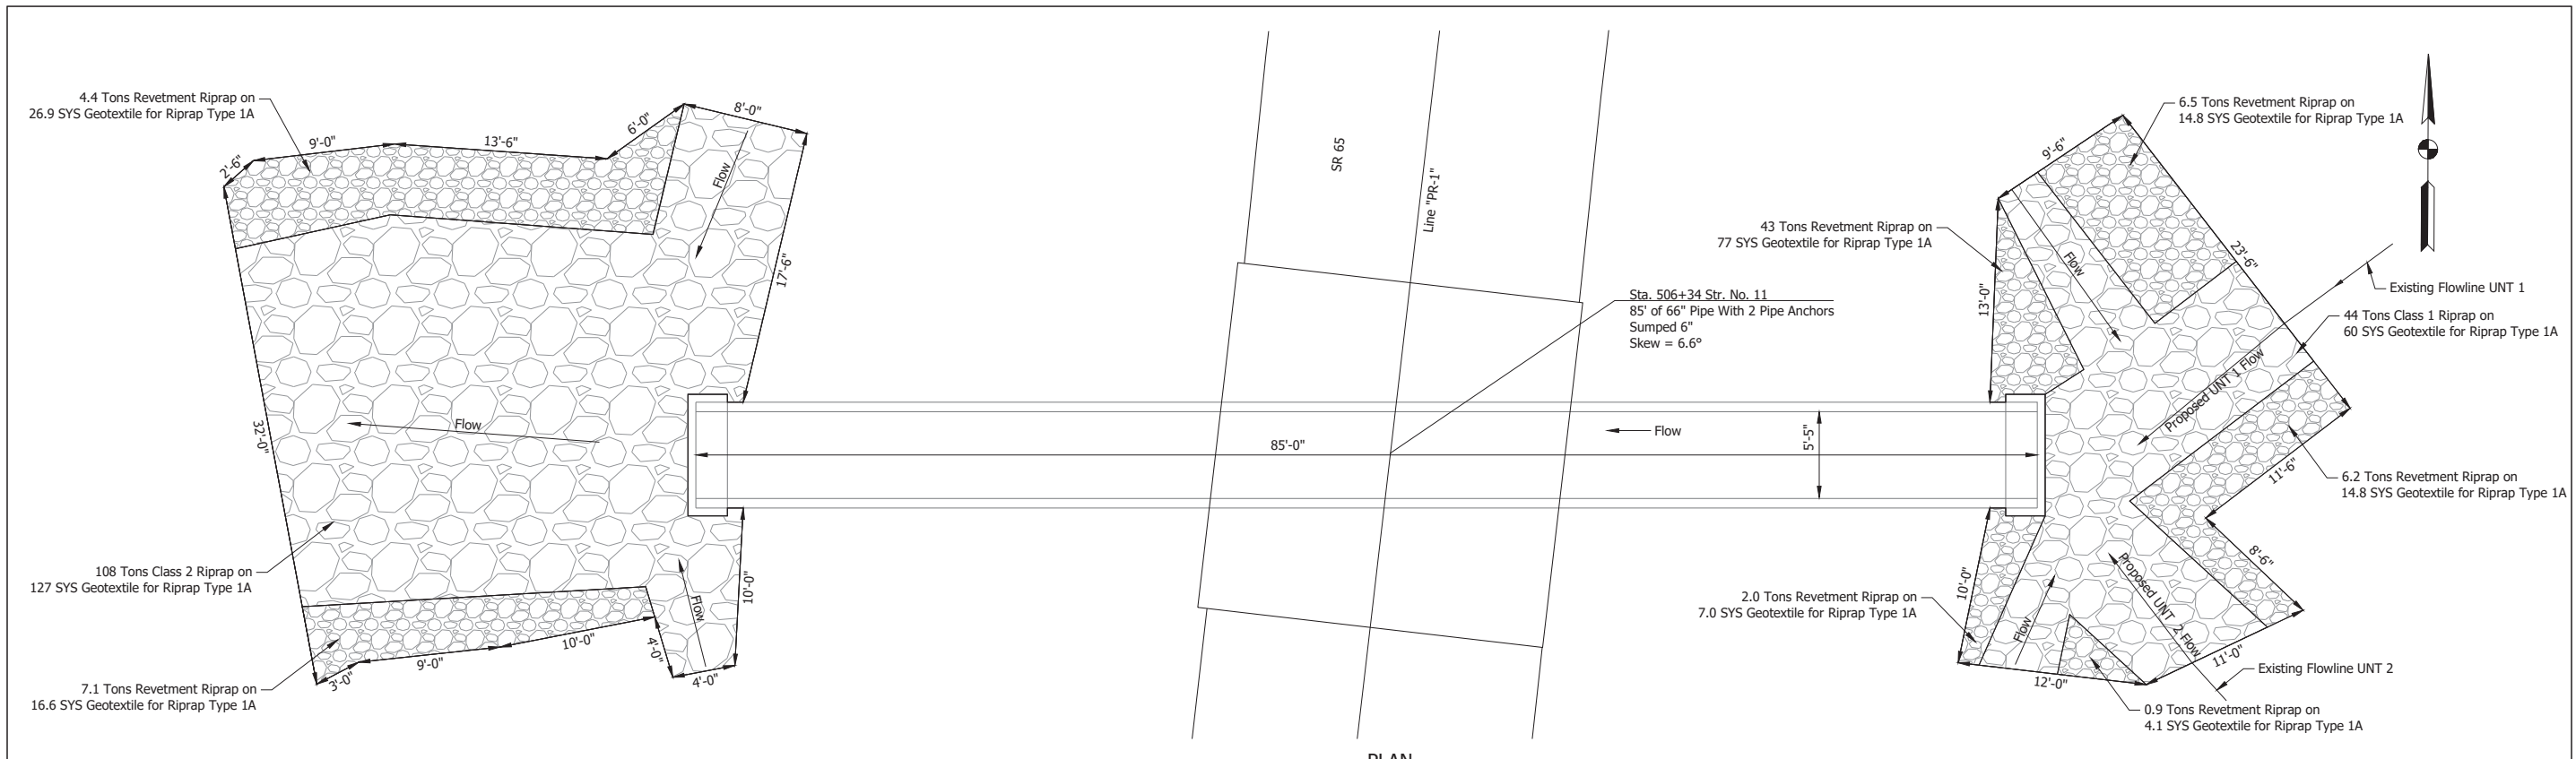 4.4 Tons Revetment Riprap on
26.9 SYS Geotextile for Riprap Type 1A
2'-6"
9'-0"
13'-6"
6'-0"
8'-0"
Flow
17'-6"
32'-0"
Flow
108 Tons Class 2 Riprap on
127 SYS Geotextile for Riprap Type 1A
7.1 Tons Revetment Riprap on
16.6 SYS Geotextile for Riprap Type 1A
3'-0"
9'-0"
10'-0"
4'-0"
4'-0"
Flow
10'-0"
85'-0"
SR 65
Line "PR-1"
Sta. 506+34 Str. No. 11
85' of 66" Pipe With 2 Pipe Anchors
Sumped 6"
Skew = 6.6°
Flow
5'-5"
43 Tons Revetment Riprap on
77 SYS Geotextile for Riprap Type 1A
13'-0"
9'-6"
Flow
6.5 Tons Revetment Riprap on
14.8 SYS Geotextile for Riprap Type 1A
23'-6"
Existing Flowline UNT 1
44 Tons Class 1 Riprap on
60 SYS Geotextile for Riprap Type 1A
Proposed UNT 1 Flow
11'-6"
6.2 Tons Revetment Riprap on
14.8 SYS Geotextile for Riprap Type 1A
8'-6"
Proposed UNT 2 Flow
11'-0"
Existing Flowline UNT 2
2.0 Tons Revetment Riprap on
7.0 SYS Geotextile for Riprap Type 1A
10'-0"
Flow
12'-0"
0.9 Tons Revetment Riprap on
4.1 SYS Geotextile for Riprap Type 1A
PLAN